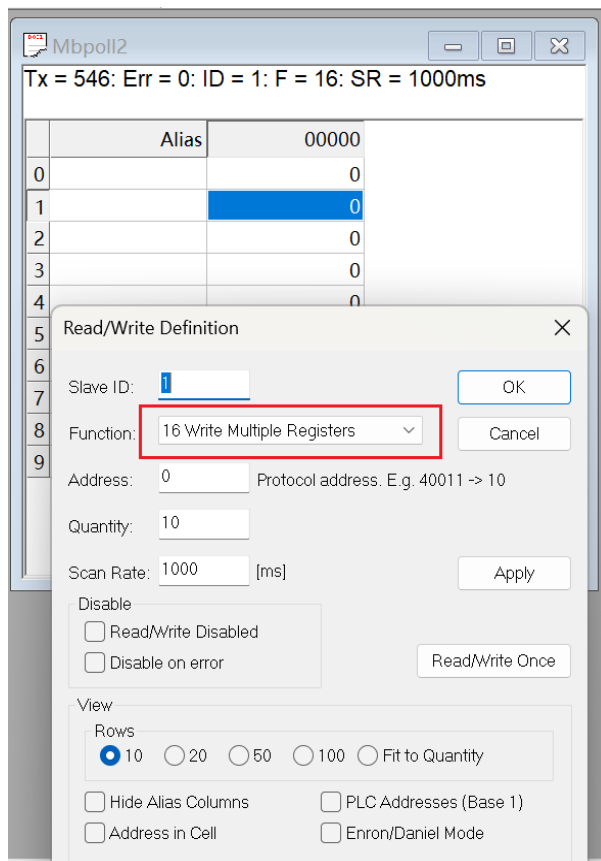 Mbpoll2
Tx = 546: Err = 0: ID = 1: F = 16: SR = 1000ms
Alias 00000
0 0
1 0
2 0
3 0
4 0
5
6
7
8
9
Read/Write Definition
Slave ID: 1 OK
Function: 16 Write Multiple Registers Cancel
Address: 0 Protocol address. E.g. 40011 -> 10
Quantity: 10
Scan Rate: 1000 [ms] Apply
Disable
Read/Write Disabled
Disable on error Read/Write Once
View
Rows
10 20 50 100 Fit to Quantity
Hide Alias Columns PLC Addresses (Base 1)
Address in Cell Enron/Daniel Mode